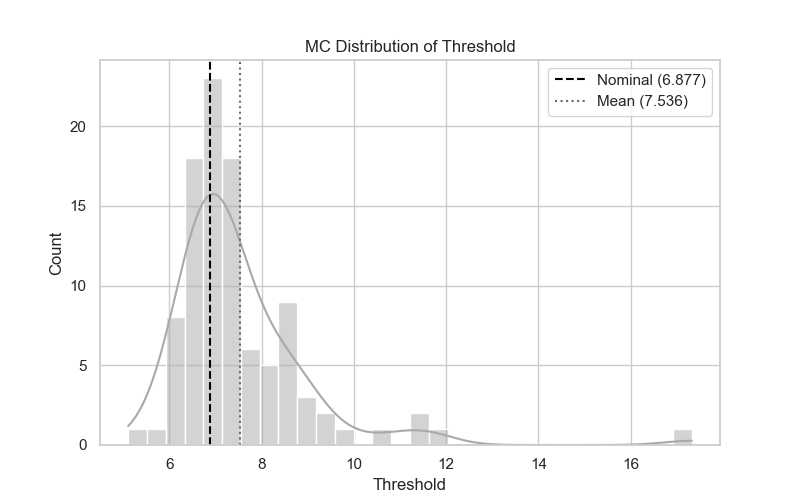 MC Distribution of Threshold
Nominal (6.877)
Mean (7.536)
Count
20
15
10
5
0
6 8 10 12 14 16
Threshold